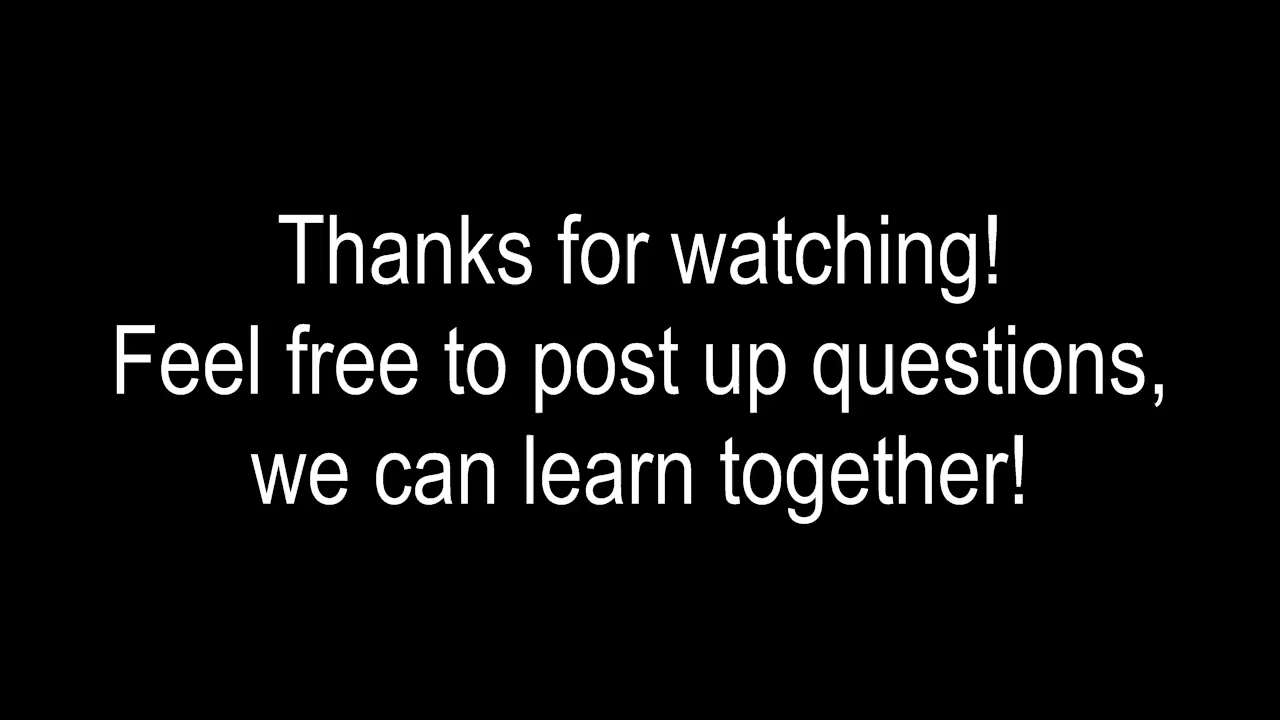 Thanks for watching!
Feel free to post up questions,
we can learn together!